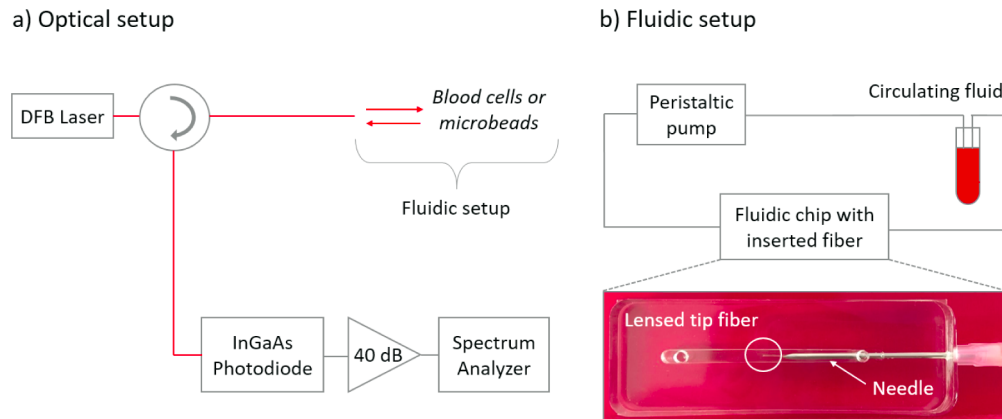 a) Optical setup
DFB Laser
Blood cells or
microbeads
Fluidic setup
InGaAs
Photodiode
40 dB
Spectrum
Analyzer
b) Fluidic setup
Peristaltic
pump
Circulating fluid
Fluidic chip with
inserted fiber
Lensed tip fiber
Needle